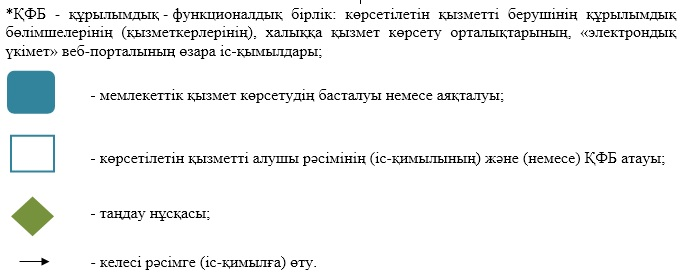 *ҚФБ - құрылымдық - функционалдық бірлік: көрсетілетін қызметті берушінің құрылымдық
бөлімшелерінің (қызметкерлерінің), халыққа қызмет көрсету орталықтарының, «электрондық
үкімет» веб-порталының өзара іс-қымылдары;
- мемлекеттік қызмет көрсетудің басталуы немесе аяқталуы;
- көрсетілетін қызметті алушы рәсімінің (іс-қимылының) және (немесе) ҚФБ атауы;
- таңдау нұсқасы;
- келесі рәсімге (іс-қимылға) өту.